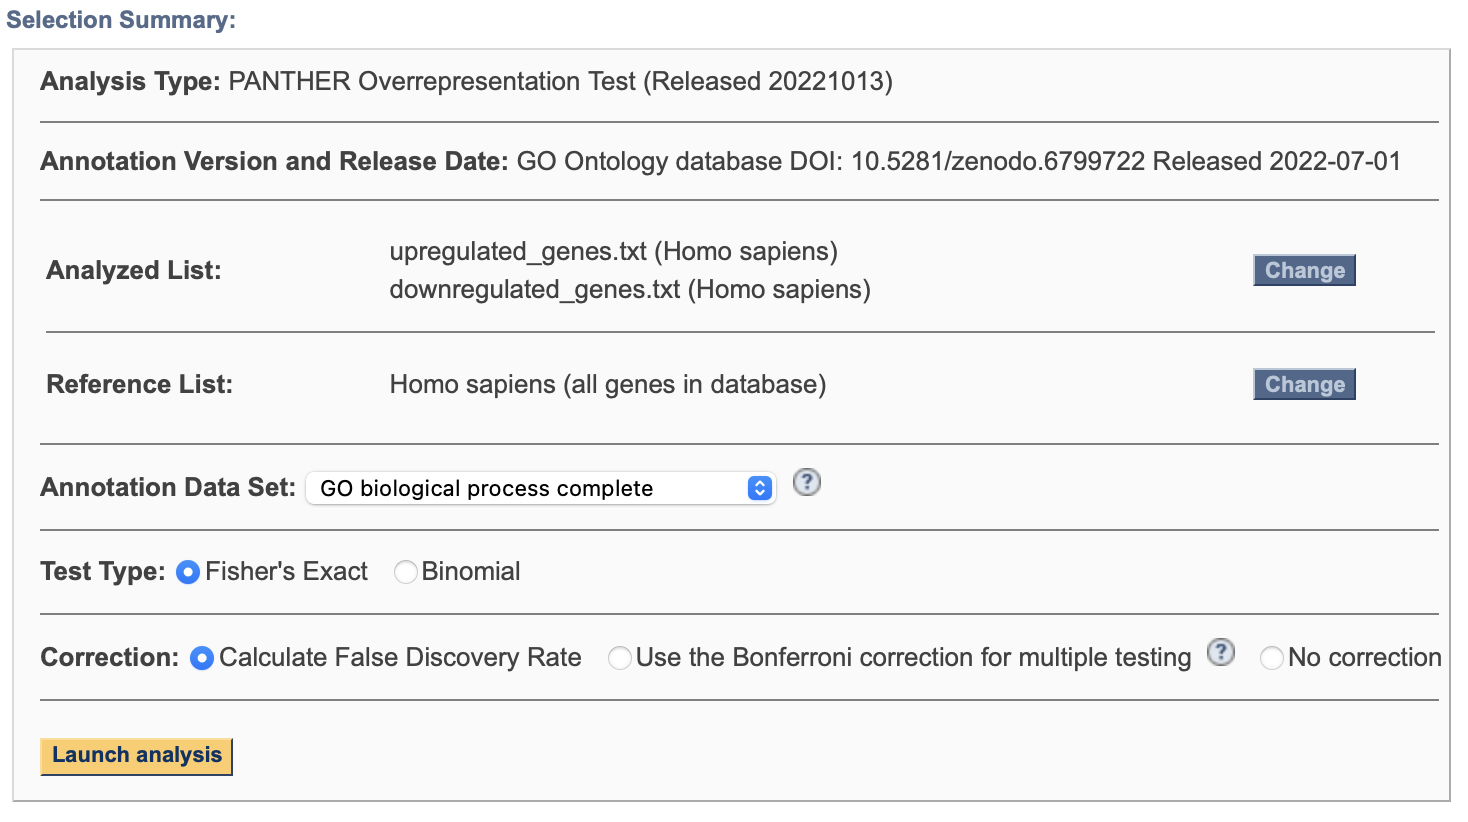 Selection Summary:
Analysis Type: PANTHER Overrepresentation Test (Released 20221013)
Annotation Version and Release Date: GO Ontology database DOI: 10.5281/zenodo.6799722 Released 2022-07-01
Analyzed List: upregulated_genes.txt (Homo sapiens)
downregulated_genes.txt (Homo sapiens) Change
Reference List: Homo sapiens (all genes in database) Change
Annotation Data Set: GO biological process complete ?
Test Type: Fisher's Exact Binomial
Correction: Calculate False Discovery Rate Use the Bonferroni correction for multiple testing ? No correction
Launch analysis